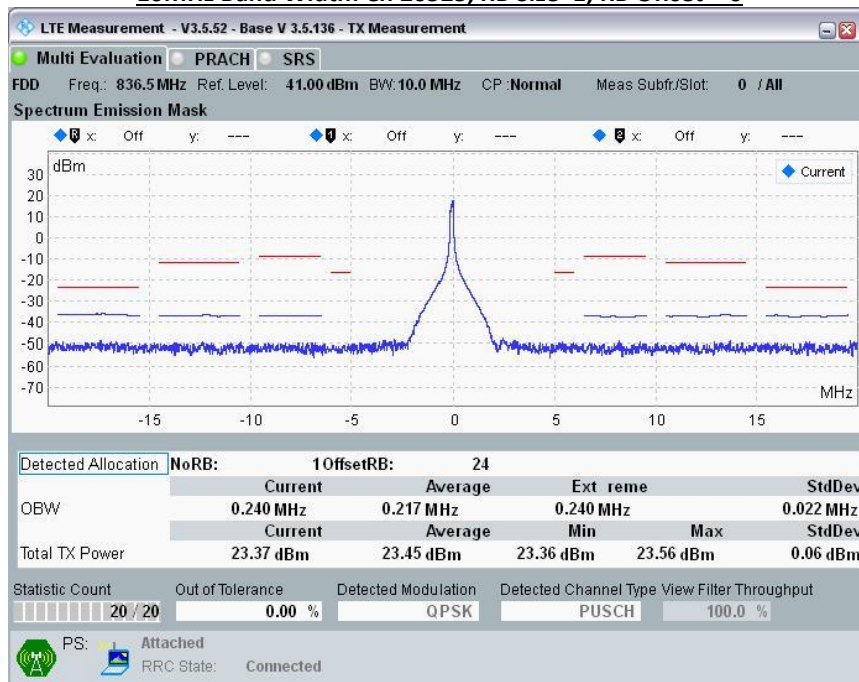 LTE Measurement - V3.5.52 - Base V 3.5.136 - TX Measurement
Multi Evaluation PRACH SRS
FDD Freq.: 836.5 MHz Ref. Level: 41.00 dBm BW: 10.0 MHz CP :Normal Meas Subfr./Slot: 0 / All
Spectrum Emission Mask
R x: Off y: --- 1 x: Off y: --- 2 x: Off y: ---
dBm
Current
30
20
10
0
-10
-20
-30
-40
-50
-60
-70
MHz
-15 -10 -5 0 5 10 15
Detected Allocation NoRB: 1 OffsetRB: 24
Current Average Ext reme StdDev
OBW 0.240 MHz 0.217 MHz 0.240 MHz 0.022 MHz
Current Average Min Max StdDev
Total TX Power 23.37 dBm 23.45 dBm 23.36 dBm 23.56 dBm 0.06 dBm
Statistic Count Out of Tolerance Detected Modulation Detected Channel Type View Filter Throughput
20 / 20 0.00 % QPSK PUSCH 100.0 %
PS: Attached
RRC State: Connected